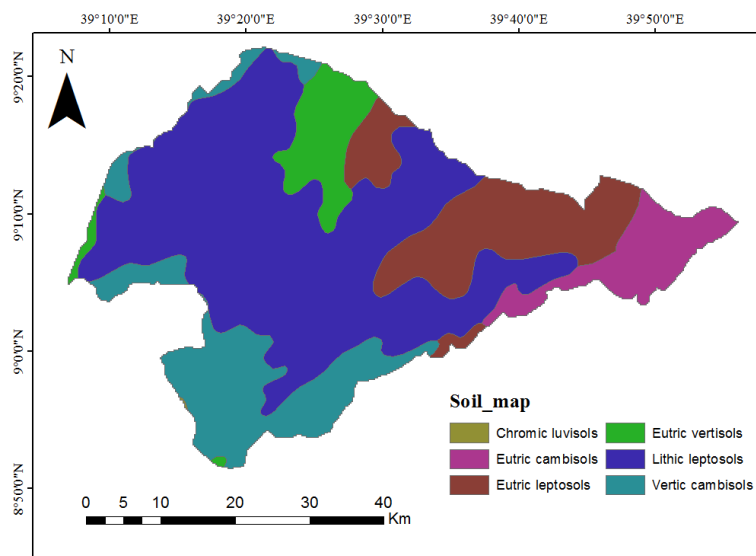 39°10'0"E 39°20'0"E 39°30'0"E 39°40'0"E 39°50'0"E
N
9°20'0"N
9°10'0"N
9°0'0"N
8°50'0"N
Soil_map
Chromic luvisols Eutric vertisols
Eutric cambisols Lithic leptosols
Eutric leptosols Vertic cambisols
0 5 10 20 30 40
Km